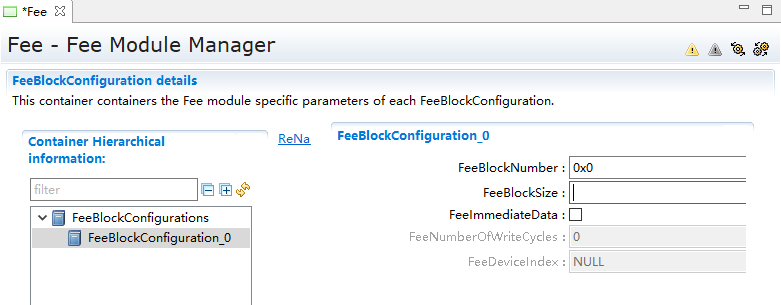 *Fee
Fee - Fee Module Manager
FeeBlockConfiguration details
This container containers the Fee module specific parameters of each FeeBlockConfiguration.
Container Hierarchical
information:
ReNa
filter
FeeBlockConfigurations
FeeBlockConfiguration_0
FeeBlockConfiguration_0
FeeBlockNumber : 0x0
FeeBlockSize :
FeeImmediateData :
FeeNumberOfWriteCycles : 0
FeeDeviceIndex : NULL